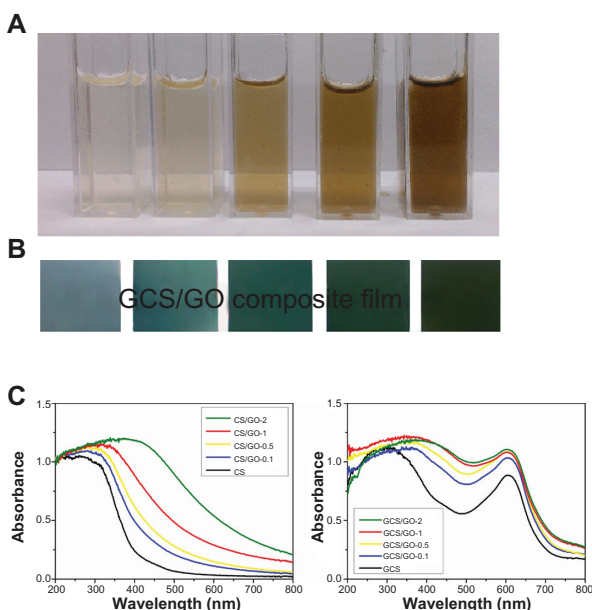 A
B
GCS/GO composite film
C
1.5
1.0
0.5
0.0
Absorbance
200 300 400 500 600 700 800
Wavelength (nm)
CS/GO-2
CS/GO-1
CS/GO-0.5
CS/GO-0.1
CS
1.5
1.0
0.5
0.0
Absorbance
200 300 400 500 600 700 800
Wavelength (nm)
GCS/GO-2
GCS/GO-1
GCS/GO-0.5
GCS/GO-0.1
GCS